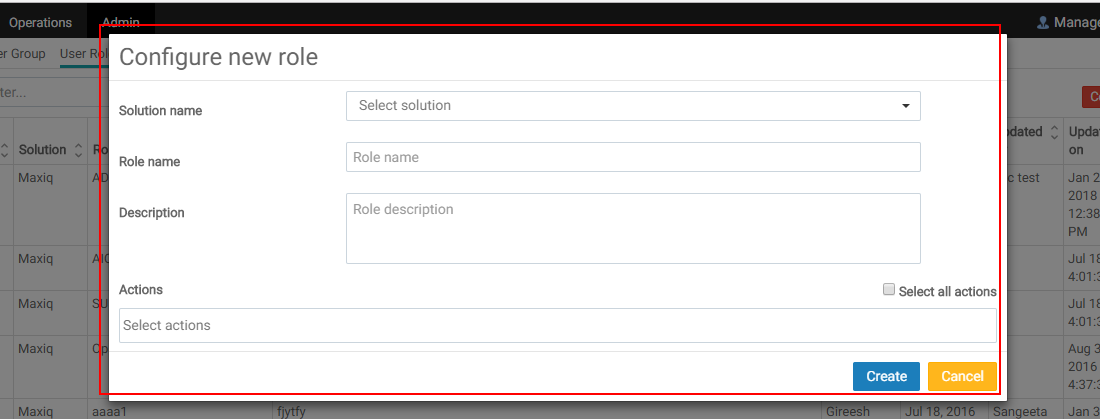 Operations Admin Manage
er Group User Rol
ter...
Configure new role
Solution name Select solution
Role name Role name
Description Role description
Actions Select all actions
Select actions
Create Cancel
Solution Ro dated Upda
on
Maxiq AD c test Jan 2
2018
12:38
PM
Maxiq AIC Jul 18
4:01:3
Maxiq SU Jul 18
4:01:3
Maxiq Op Aug 3
2016
4:37:3
Maxiq aaaa1 fjytfy Gireesh Jul 18, 2016 Sangeeta Jan 3